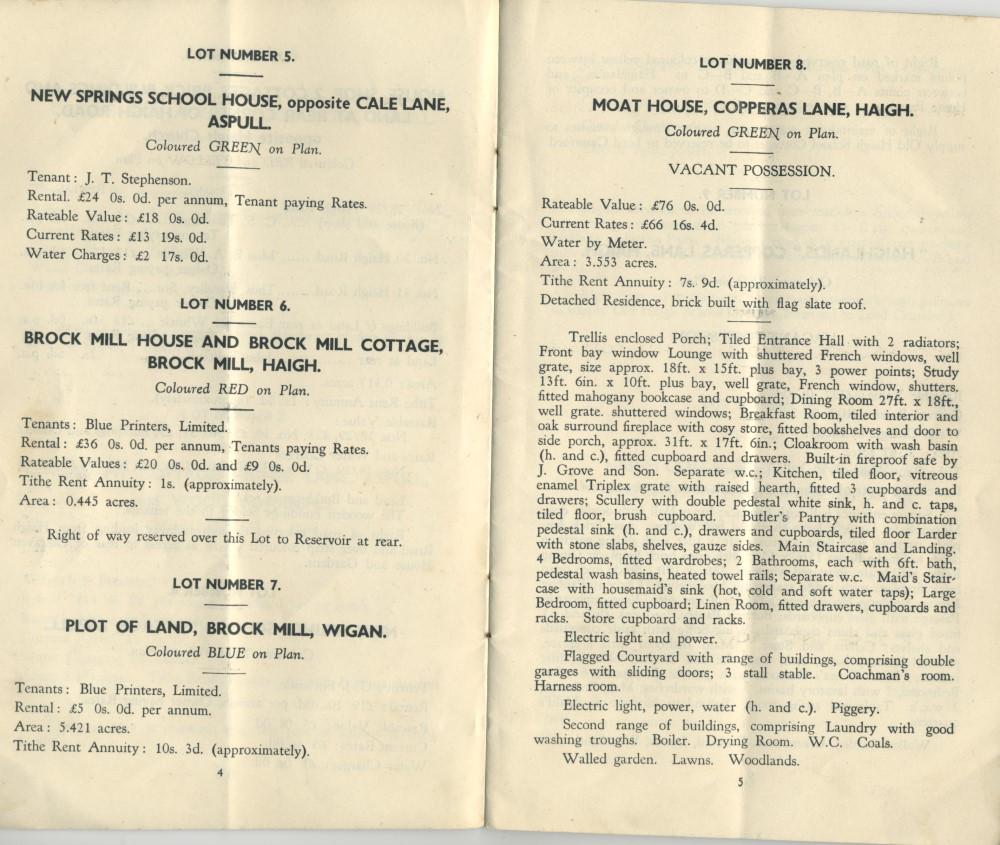 LOT NUMBER 5.
NEW SPRINGS SCHOOL HOUSE, opposite CALE LANE,
ASPULL.
Coloured GREEN on Plan.
Tenant: J. T. Stephenson.
Rental. £24 0s. 0d. per annum, Tenant paying Rates.
Rateable Value: £18 0s. 0d.
Current Rates: £13 19s. 0d.
Water Charges: £2 17s. 0d.
LOT NUMBER 6.
BROCK MILL HOUSE AND BROCK MILL COTTAGE,
BROCK MILL, HAIGH.
Coloured RED on Plan.
Tenants: Blue Printers, Limited.
Rental: £36 0s. 0d. per annum, Tenants paying Rates.
Rateable Values: £20 0s. 0d. and £9 0s. 0d.
Tithe Rent Annuity: 1s. (approximately).
Area: 0.445 acres.
Right of way reserved over this Lot to Reservoir at rear.
LOT NUMBER 7.
PLOT OF LAND, BROCK MILL, WIGAN.
Coloured BLUE on Plan.
Tenants: Blue Printers, Limited.
Rental: £5 0s. 0d. per annum.
Area: 5.421 acres.
Tithe Rent Annuity: 10s. 3d. (approximately).
4
LOT NUMBER 8.
MOAT HOUSE, COPPERAS LANE, HAIGH.
Coloured GREEN on Plan.
VACANT POSSESSION.
Rateable Value: £76 0s. 0d.
Current Rates: £66 16s. 4d.
Water by Meter.
Area: 3.553 acres.
Tithe Rent Annuity: 7s. 9d. (approximately).
Detached Residence, brick built with flag slate roof.
Trellis enclosed Porch; Tiled Entrance Hall with 2 radiators;
Front bay window Lounge with shuttered French windows, well
grate, size approx. 18ft. x 15ft. plus bay, 3 power points; Study
13ft. 6in. x 10ft. plus bay, well grate, French window, shutters.
fitted mahogany bookcase and cupboard; Dining Room 27ft. x 18ft.,
well grate. shuttered windows; Breakfast Room, tiled interior and
oak surround fireplace with cosy store, fitted bookshelves and door to
side porch, approx. 31ft. x 17ft. 6in.; Cloakroom with wash basin
(h. and c.), fitted cupboard and drawers. Built-in fireproof safe by
J. Grove and Son. Separate w.c.; Kitchen, tiled floor, vitreous
enamel Triplex grate with raised hearth, fitted 3 cupboards and
drawers; Scullery with double pedestal white sink, h. and c. taps,
tiled floor, brush cupboard. Butler's Pantry with combination
pedestal sink (h. and c.), drawers and cupboards, tiled floor Larder
with stone slabs, shelves, gauze sides. Main Staircase and Landing.
4 Bedrooms, fitted wardrobes; 2 Bathrooms, each with 6ft. bath,
pedestal wash basins, heated towel rails; Separate w.c. Maid's Stair-
case with housemaid's sink (hot, cold and soft water taps); Large
Bedroom, fitted cupboard; Linen Room, fitted drawers, cupboards and
racks. Store cupboard and racks.
Electric light and power.
Flagged Courtyard with range of buildings, comprising double
garages with sliding doors; 3 stall stable. Coachman's room.
Harness room.
Electric light, power, water (h. and c.). Piggery.
Second range of buildings, comprising Laundry with good
washing troughs. Boiler. Drying Room. W.C. Coals.
Walled garden. Lawns. Woodlands.
5